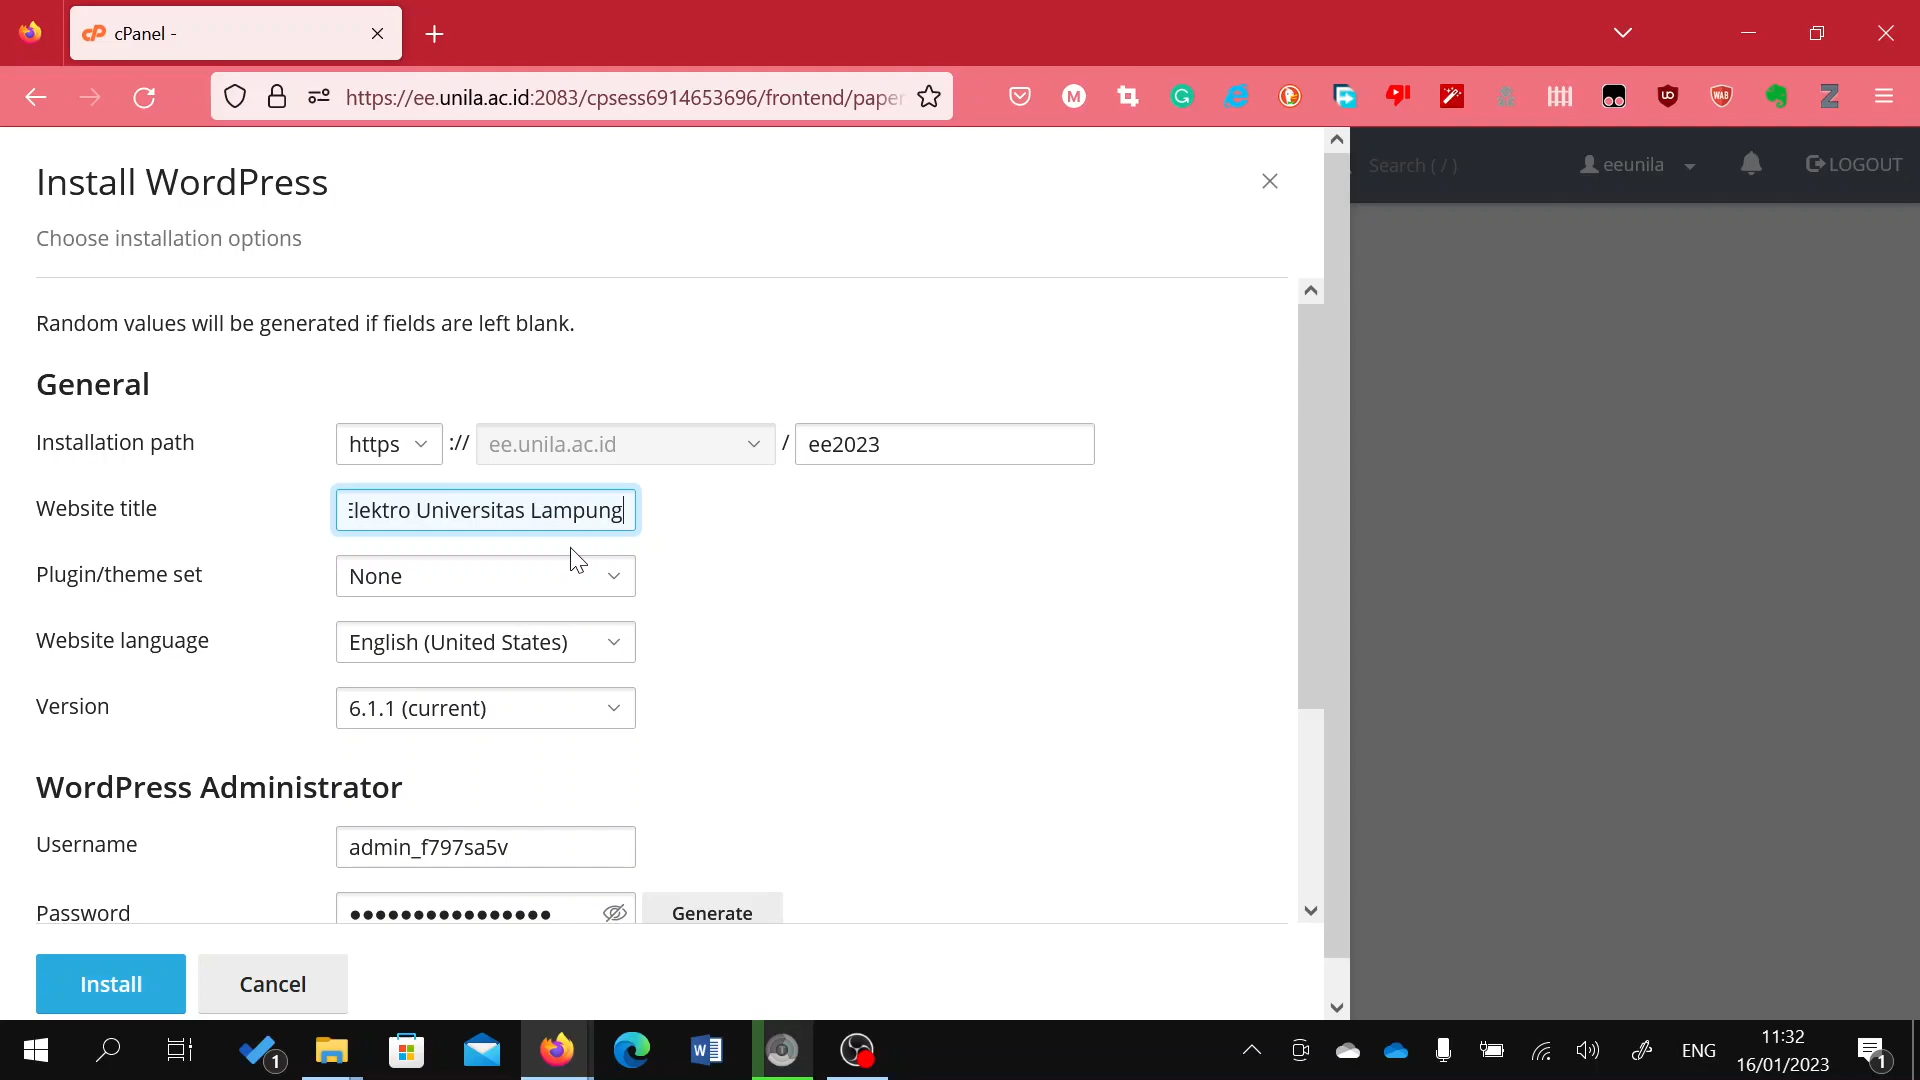 cPanel -
https://ee.unila.ac.id:2083/cpsess6914653696/frontend/paper
Install WordPress
Search ( / )
eeunila
LOGOUT
Choose installation options
Random values will be generated if fields are left blank.
General
Installation path
https
://
ee.unila.ac.id
/
ee2023
Website title
Elektro Universitas Lampung
Plugin/theme set
None
Website language
English (United States)
Version
6.1.1 (current)
WordPress Administrator
Username
admin_f797sa5v
Password
Generate
Install
Cancel
1
ENG
11:32
16/01/2023
1